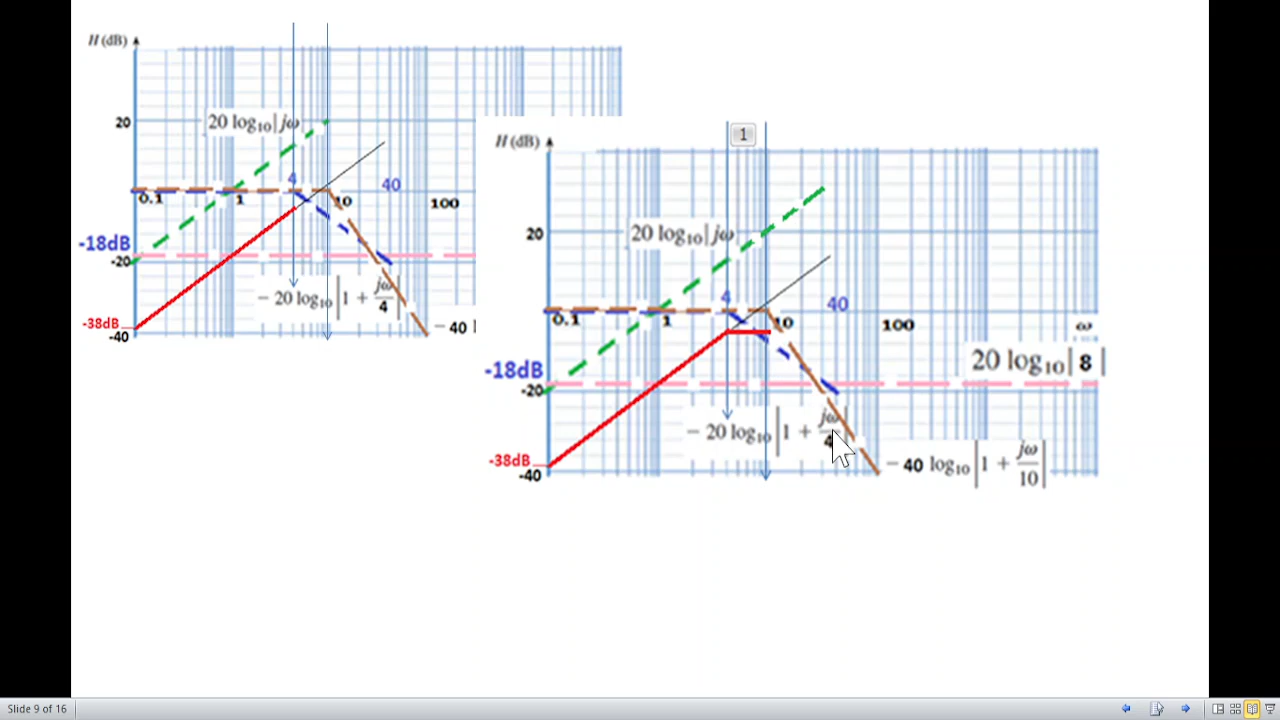 H (dB)
20
20 log₁₀|jω|
4
40
0.1
1
10
100
-18dB
-20
− 20 log₁₀|1 + jω/4|
-38dB
-40
− 40
H (dB)
1
20
20 log₁₀|jω|
4
40
0.1
1
10
100
ω
20 log₁₀|8|
-18dB
-20
− 20 log₁₀|1 + jω/4|
-38dB
-40
− 40 log₁₀|1 + jω/10|
Slide 9 of 16